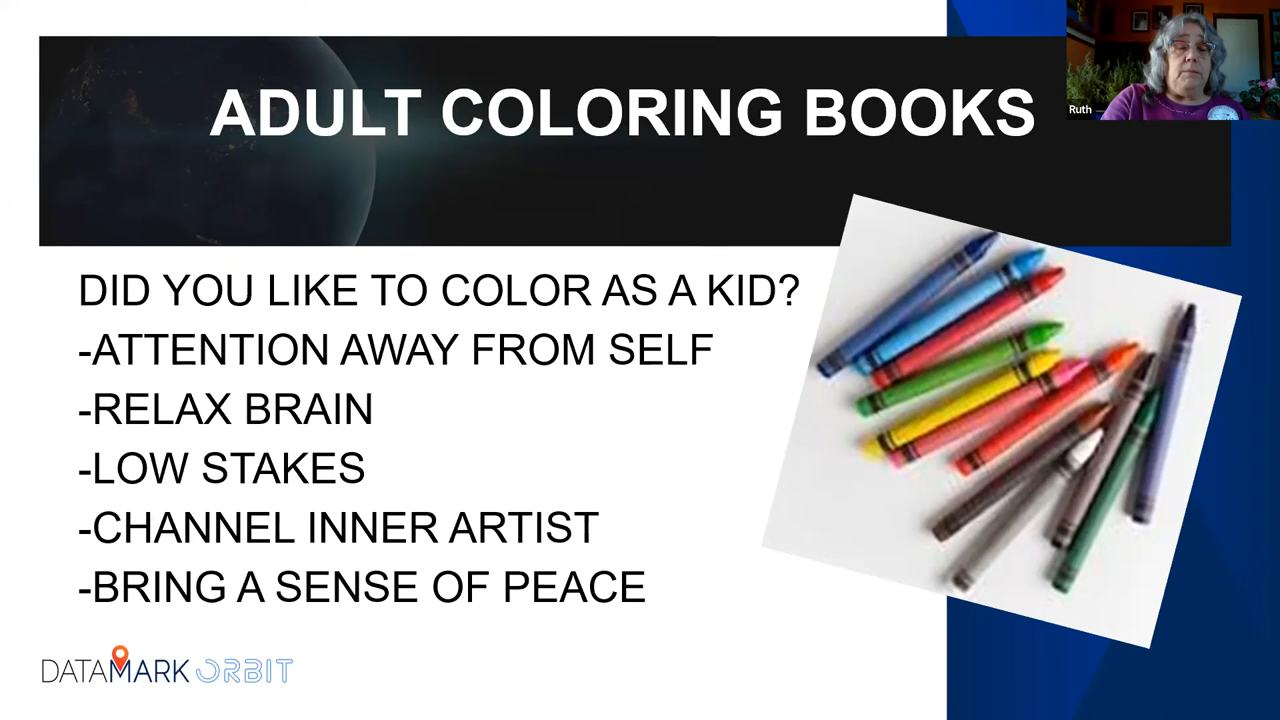 ADULT COLORING BOOKS
Ruth
DID YOU LIKE TO COLOR AS A KID?
-ATTENTION AWAY FROM SELF
-RELAX BRAIN
-LOW STAKES
-CHANNEL INNER ARTIST
-BRING A SENSE OF PEACE
DATAMARK ORBIT